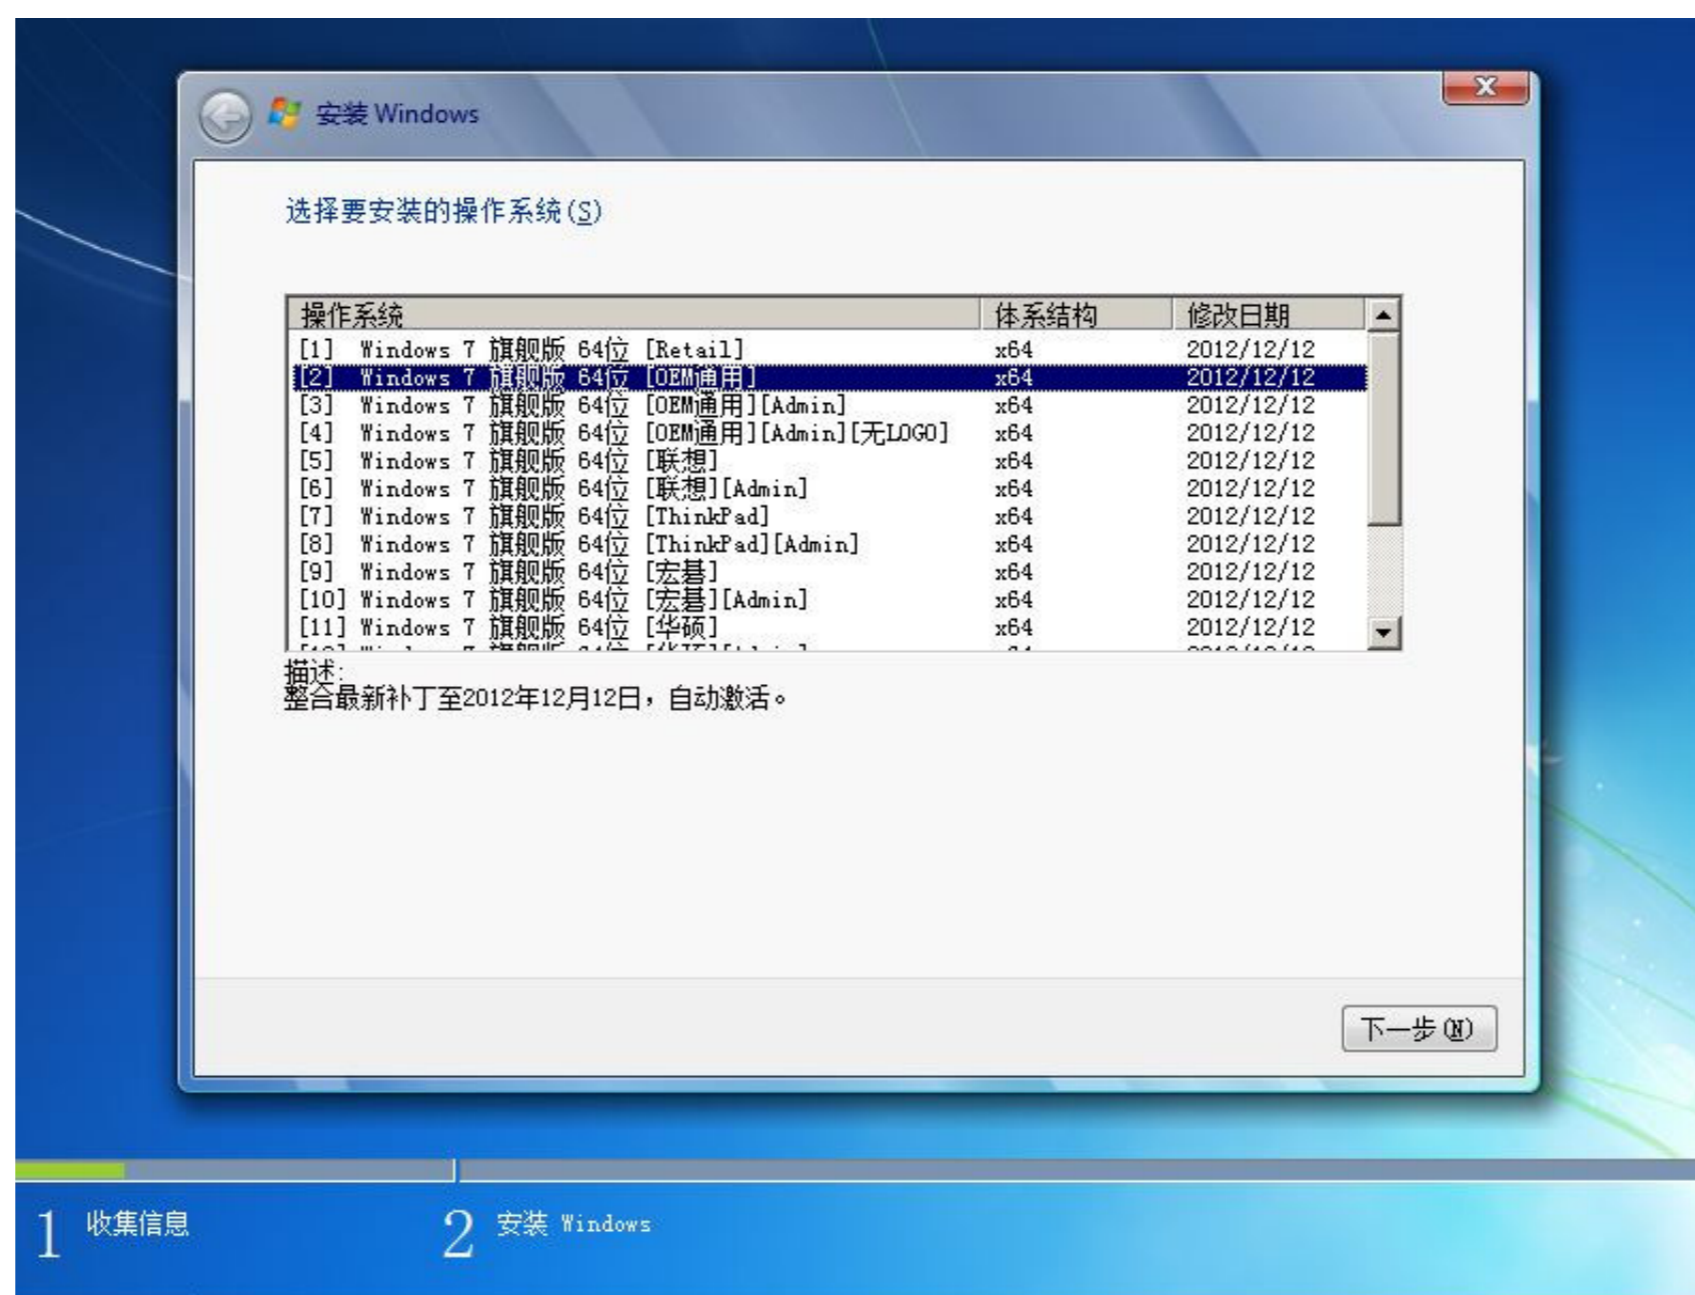 安装 Windows
选择要安装的操作系统(S)
操作系统 体系结构 修改日期
[1] Windows 7 旗舰版 64位 [Retail] x64 2012/12/12
[2] Windows 7 旗舰版 64位 [OEM通用] x64 2012/12/12
[3] Windows 7 旗舰版 64位 [OEM通用][Admin] x64 2012/12/12
[4] Windows 7 旗舰版 64位 [OEM通用][Admin][无LOGO] x64 2012/12/12
[5] Windows 7 旗舰版 64位 [联想] x64 2012/12/12
[6] Windows 7 旗舰版 64位 [联想][Admin] x64 2012/12/12
[7] Windows 7 旗舰版 64位 [ThinkPad] x64 2012/12/12
[8] Windows 7 旗舰版 64位 [ThinkPad][Admin] x64 2012/12/12
[9] Windows 7 旗舰版 64位 [宏碁] x64 2012/12/12
[10] Windows 7 旗舰版 64位 [宏碁][Admin] x64 2012/12/12
[11] Windows 7 旗舰版 64位 [华硕] x64 2012/12/12
描述:
整合最新补丁至2012年12月12日，自动激活。
下一步(N)
1 收集信息 2 安装 Windows